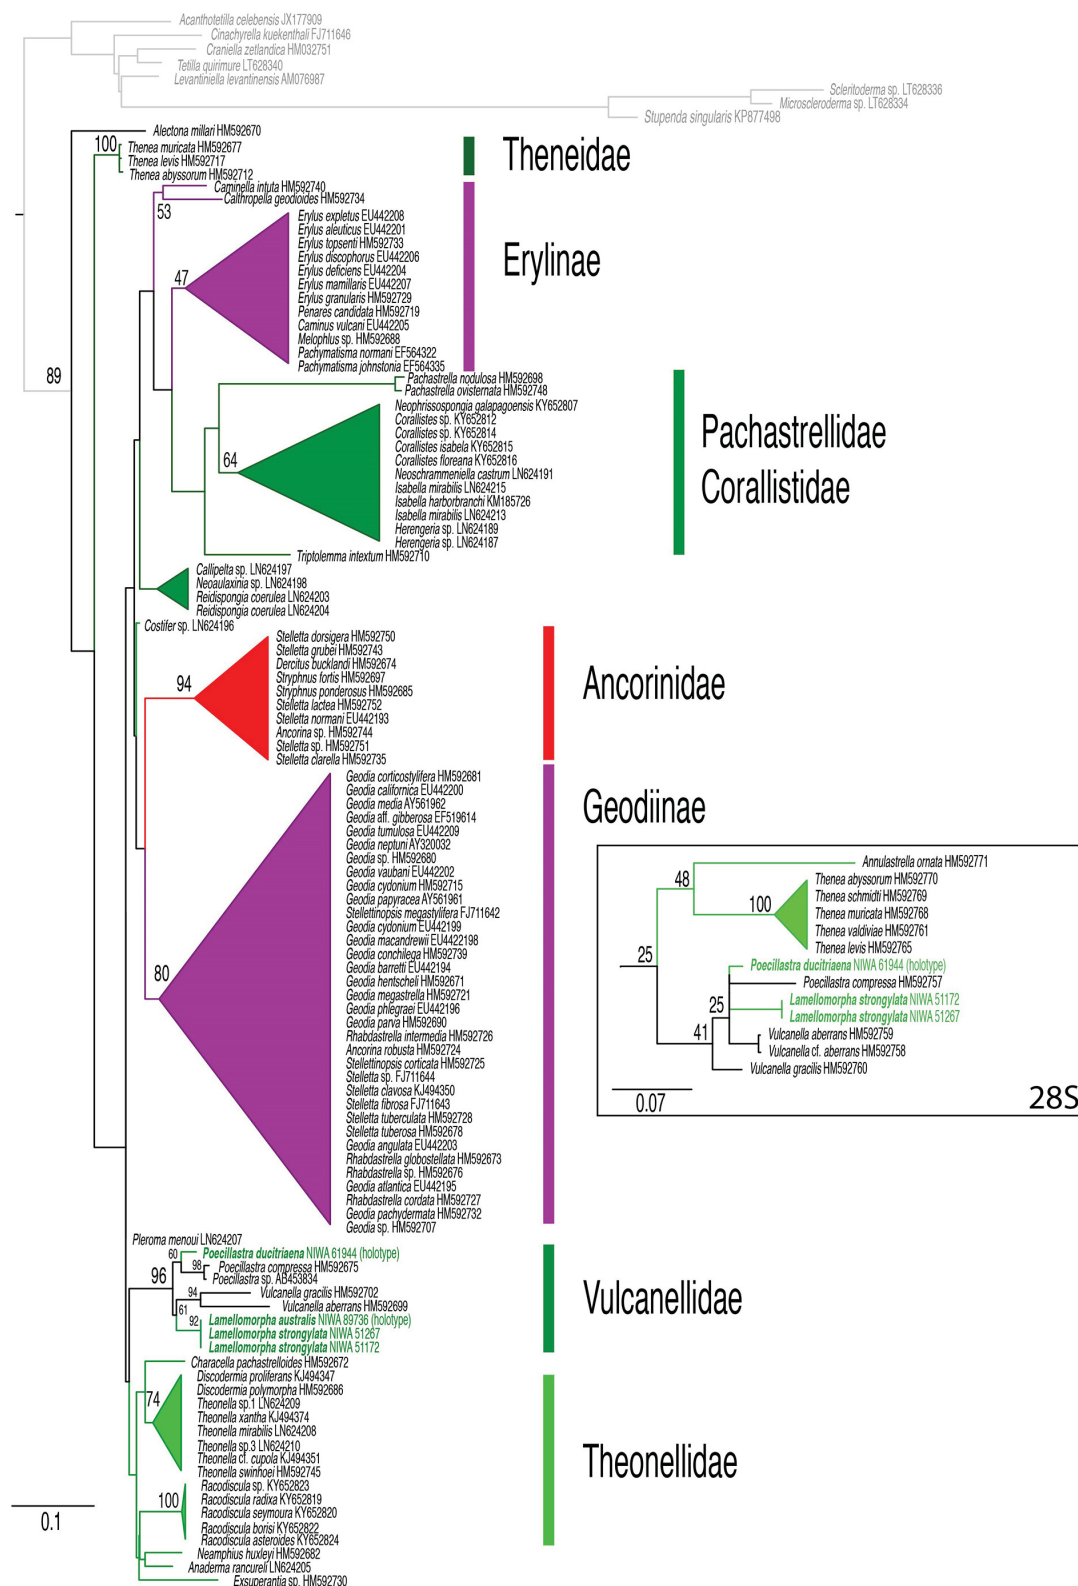 Acanthotetilla celebensis JX177909
Cinachyrella kuekenthali FJ711646
Craniella zetlandica HM032751
Tetilla quirimure LT628340
Levantiniella levantinensis AM076987
Scleritoderma sp. LT628336
Microscleroderma sp. LT628334
Stupenda singularis KP877498
Alectona millari HM592670
100
Thenea muricata HM592677
Thenea levis HM592717
Thenea abyssorum HM592712
Theneidae
Caminella intuta HM592740
Calthropella geodioides HM592734
53
Erylus expletus EU442208
Erylus aleuticus EU442201
Erylus topsenti HM592733
Erylus discophorus EU442206
Erylus deficiens EU442204
Erylus mamillaris EU442207
Erylus granularis HM592729
Penares candidata HM592719
Caminus vulcani EU442205
Melophlus sp. HM592688
Pachymatisma normani EF564322
Pachymatisma johnstonia EF564335
47
Erylinae
89
Pachastrella nodulosa HM592698
Pachastrella ovisternata HM592748
Neophrissospongia galapagoensis KY652807
Corallistes sp. KY652812
Corallistes sp. KY652814
Corallistes isabela KY652815
Corallistes floreana KY652816
Neoschrammeniella castrum LN624191
Isabella mirabilis LN624215
Isabella harborbranchi KM185726
Isabella mirabilis LN624213
Herengeria sp. LN624189
Herengeria sp. LN624187
64
Triptolemma intextum HM592710
Pachastrellidae
Corallistidae
Callipelta sp. LN624197
Neoaulaxinia sp. LN624198
Reidispongia coerulea LN624203
Reidispongia coerulea LN624204
Costifer sp. LN624196
Stelletta dorsigera HM592750
Stelletta grubei HM592743
Dercitus bucklandi HM592674
Stryphnus fortis HM592697
Stryphnus ponderosus HM592685
Stelletta lactea HM592752
Stelletta normani EU442193
Ancorina sp. HM592744
Stelletta sp. HM592751
Stelletta clarella HM592735
94
Ancorinidae
Geodia corticostylifera HM592681
Geodia californica EU442200
Geodia media AY561962
Geodia aff. gibberosa EF519614
Geodia tumulosa EU442209
Geodia neptuni AY320032
Geodia sp. HM592680
Geodia vaubani EU442202
Geodia cydonium HM592715
Geodia papyracea AY561961
Stellettinopsis megastylifera FJ711642
Geodia cydonium EU442199
Geodia macandrewii EU4422198
Geodia conchilega HM592739
Geodia barretti EU442194
Geodia hentscheli HM592671
Geodia megastrella HM592721
Geodia phlegraei EU442196
Geodia parva HM592690
Rhabdastrella intermedia HM592726
Ancorina robusta HM592724
Stellettinopsis corticata HM592725
Stelletta sp. FJ711644
Stelletta clavosa KJ494350
Stelletta fibrosa FJ711643
Stelletta tuberculata HM592728
Stelletta tuberosa HM592678
Geodia angulata EU442203
Rhabdastrella globostellata HM592673
Rhabdastrella sp. HM592676
Geodia atlantica EU442195
Rhabdastrella cordata HM592727
Geodia pachydermata HM592732
Geodia sp. HM592707
80
Geodiinae
Annulastrella ornata HM592771
48
Thenea abyssorum HM592770
Thenea schmidti HM592769
Thenea muricata HM592768
Thenea valdiviae HM592761
Thenea levis HM592765
100
25
Poecillastra ducitriaena NIWA 61944 (holotype)
Poecillastra compressa HM592757
Lamellomorpha strongylata NIWA 51172
Lamellomorpha strongylata NIWA 51267
25
41
Vulcanella aberrans HM592759
Vulcanella cf. aberrans HM592758
Vulcanella gracilis HM592760
0.07
28S
Pleroma menoui LN624207
60
Poecillastra ducitriaena NIWA 61944 (holotype)
98
Poecillastra compressa HM592675
Poecillastra sp. AB453834
96
94
Vulcanella gracilis HM592702
Vulcanella aberrans HM592699
61
92
Lamellomorpha australis NIWA 89736 (holotype)
Lamellomorpha strongylata NIWA 51267
Lamellomorpha strongylata NIWA 51172
Vulcanellidae
Characella pachastrelloides HM592672
Discodermia proliferans KJ494347
Discodermia polymorpha HM592686
Theonella sp.1 LN624209
Theonella xantha KJ494374
Theonella mirabilis LN624208
Theonella sp.3 LN624210
Theonella cf. cupola KJ494351
Theonella swinhoei HM592745
74
Racodiscula sp. KY652823
Racodiscula radixa KY652819
Racodiscula seymoura KY652820
Racodiscula borisi KY652822
Racodiscula asteroides KY652824
100
Neamphius huxleyi HM592682
Anaderma rancureli LN624205
Exsuperantia sp. HM592730
Theonellidae
0.1